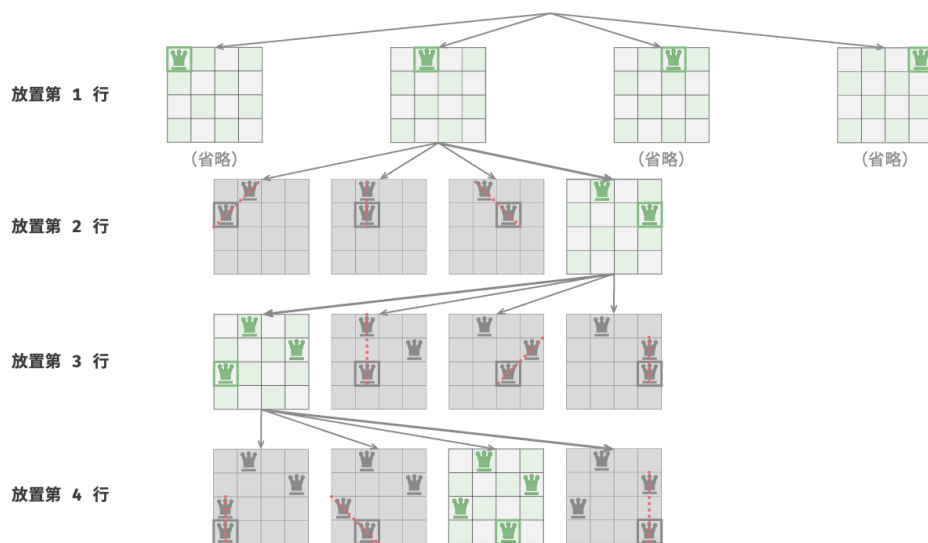 放置第 1 行
(省略)
(省略)
(省略)
放置第 2 行
放置第 3 行
放置第 4 行